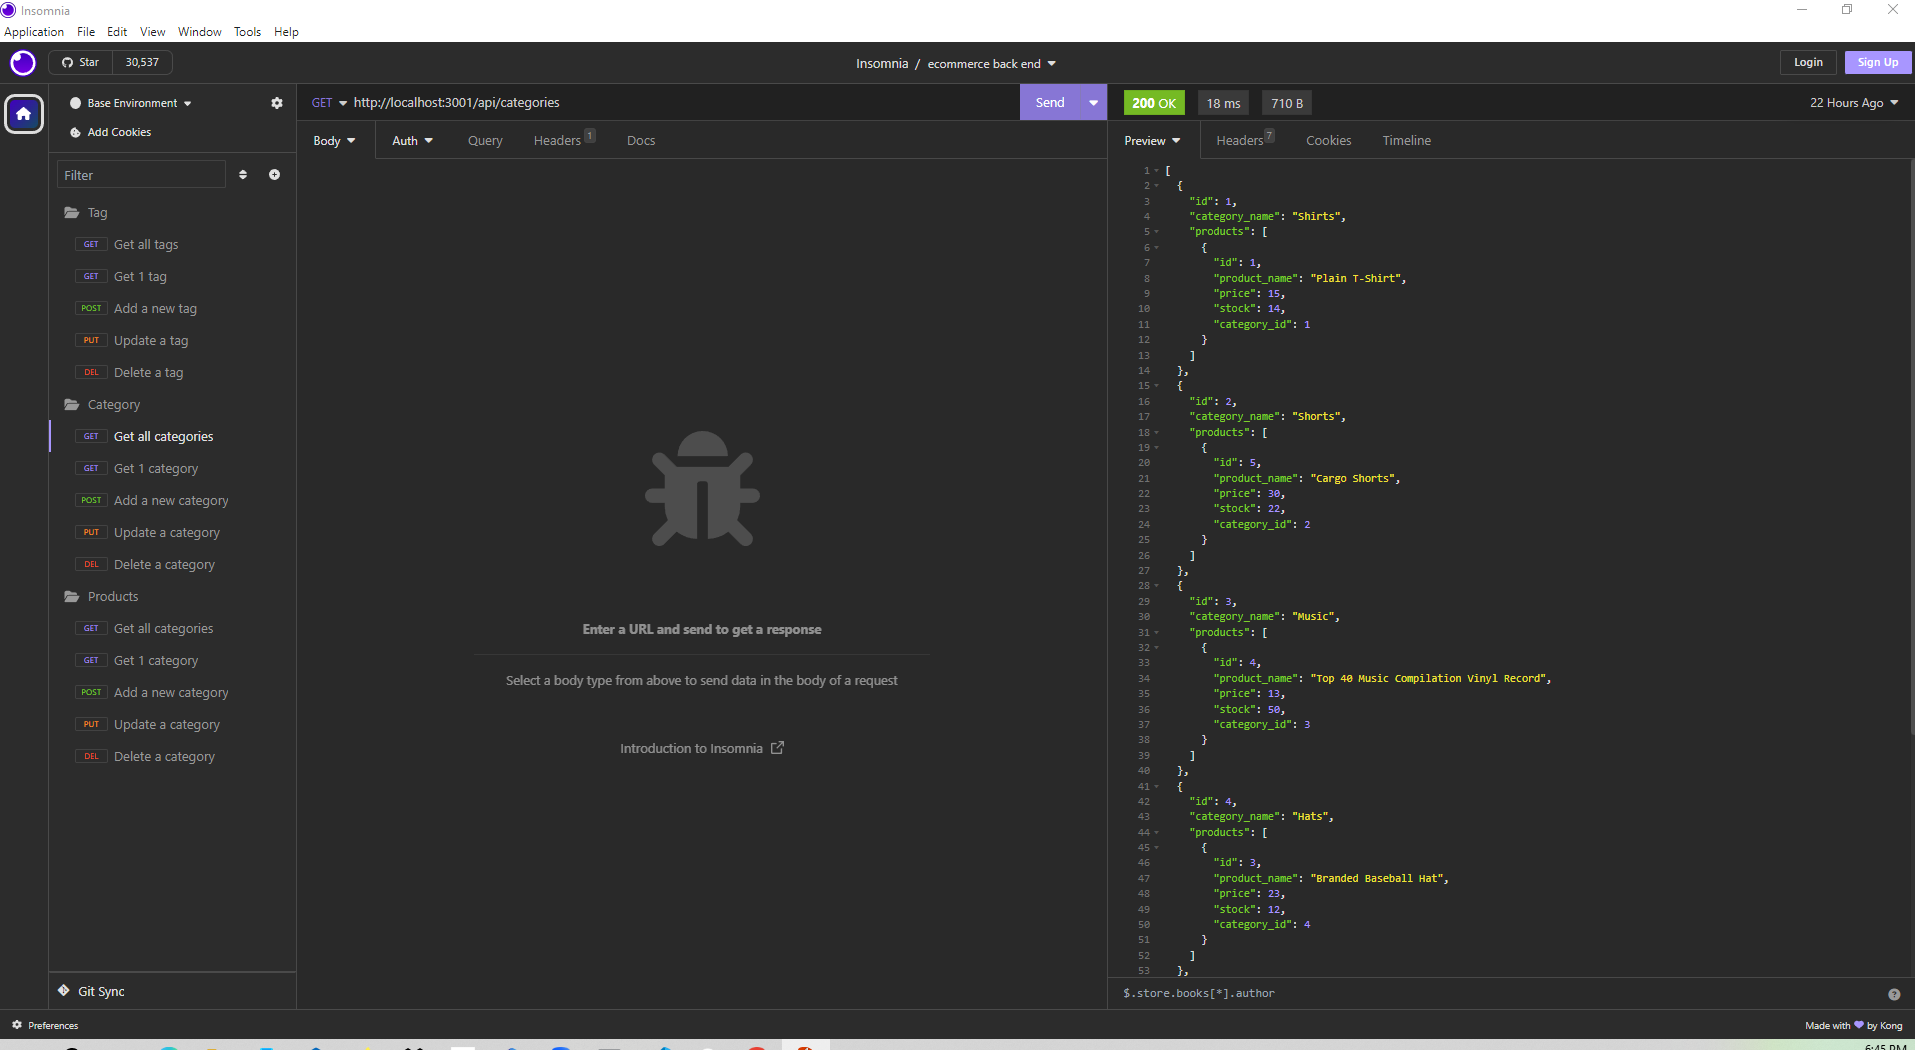 Insomnia
Application File Edit View Window Tools Help
Star 30,537
Insomnia / ecommerce back end
Login Sign Up
Base Environment
Add Cookies
Filter
Tag
GET Get all tags
GET Get 1 tag
POST Add a new tag
PUT Update a tag
DEL Delete a tag
Category
GET Get all categories
GET Get 1 category
POST Add a new category
PUT Update a category
DEL Delete a category
Products
GET Get all categories
GET Get 1 category
POST Add a new category
PUT Update a category
DEL Delete a category
Git Sync
Preferences
GET http://localhost:3001/api/categories Send
Body Auth Query Headers 1 Docs
Enter a URL and send to get a response
Select a body type from above to send data in the body of a request
Introduction to Insomnia
200 OK 18 ms 710 B 22 Hours Ago
Preview Headers 7 Cookies Timeline
1 [
2 {
3 "id": 1,
4 "category_name": "Shirts",
5 "products": [
6 {
7 "id": 1,
8 "product_name": "Plain T-Shirt",
9 "price": 15,
10 "stock": 14,
11 "category_id": 1
12 }
13 ]
14 },
15 {
16 "id": 2,
17 "category_name": "Shorts",
18 "products": [
19 {
20 "id": 5,
21 "product_name": "Cargo Shorts",
22 "price": 30,
23 "stock": 22,
24 "category_id": 2
25 }
26 ]
27 },
28 {
29 "id": 3,
30 "category_name": "Music",
31 "products": [
32 {
33 "id": 4,
34 "product_name": "Top 40 Music Compilation Vinyl Record",
35 "price": 13,
36 "stock": 50,
37 "category_id": 3
38 }
39 ]
40 },
41 {
42 "id": 4,
43 "category_name": "Hats",
44 "products": [
45 {
46 "id": 3,
47 "product_name": "Branded Baseball Hat",
48 "price": 23,
49 "stock": 12,
50 "category_id": 4
51 }
52 ]
53 },
$.store.books[*].author
Made with 💜 by Kong
6:45 PM